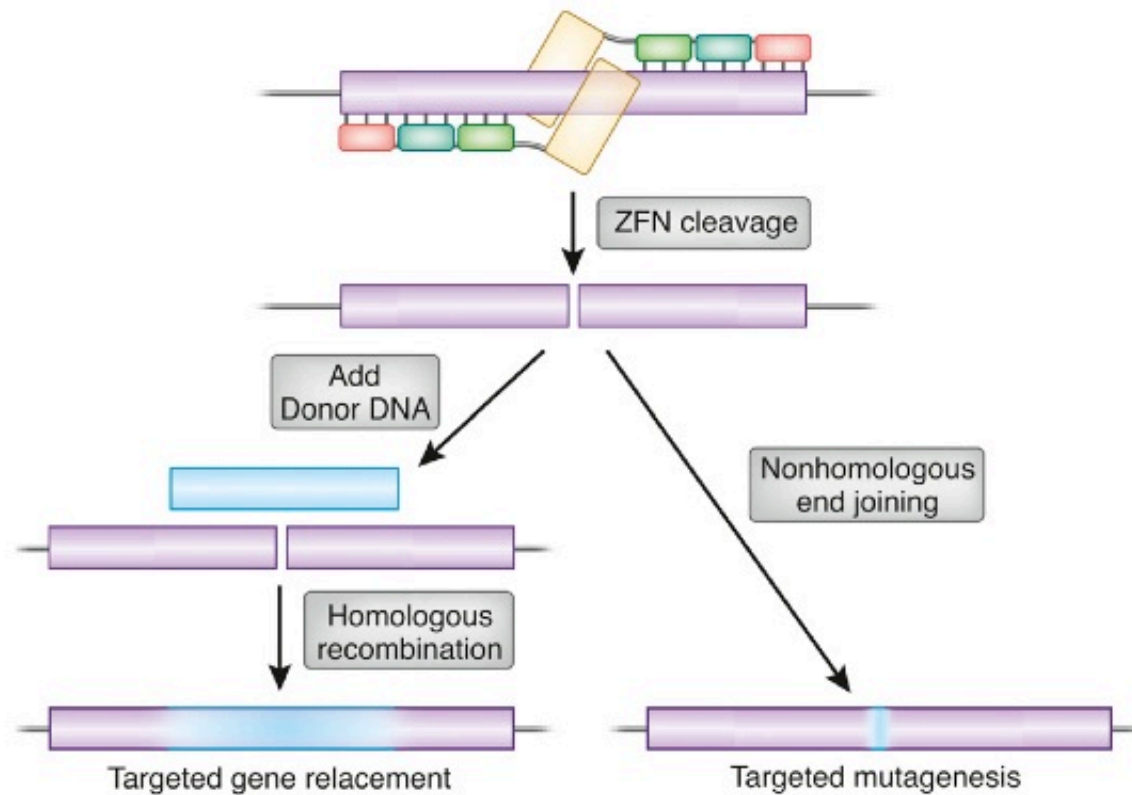 ZFN cleavage
Add
Donor DNA
Nonhomologous
end joining
Homologous
recombination
Targeted gene relacement
Targeted mutagenesis